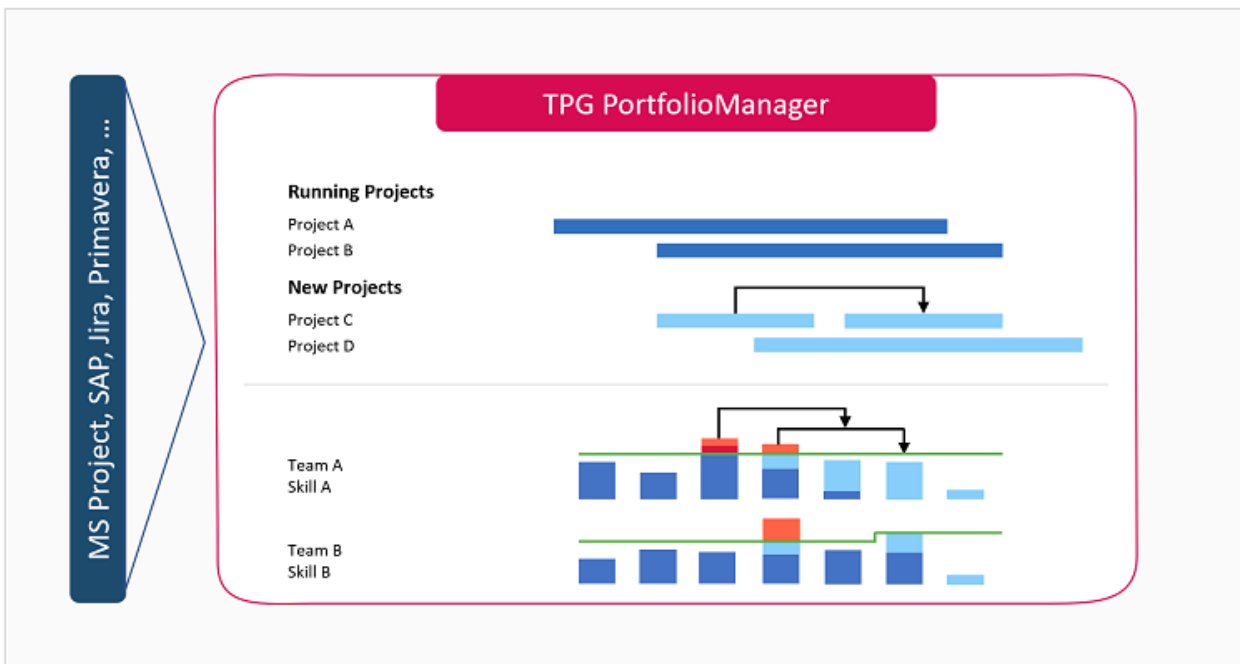 MS Project, SAP, Jira, Primavera, ...
TPG PortfolioManager
Running Projects
Project A
Project B
New Projects
Project C
Project D
Team A
Skill A
Team B
Skill B